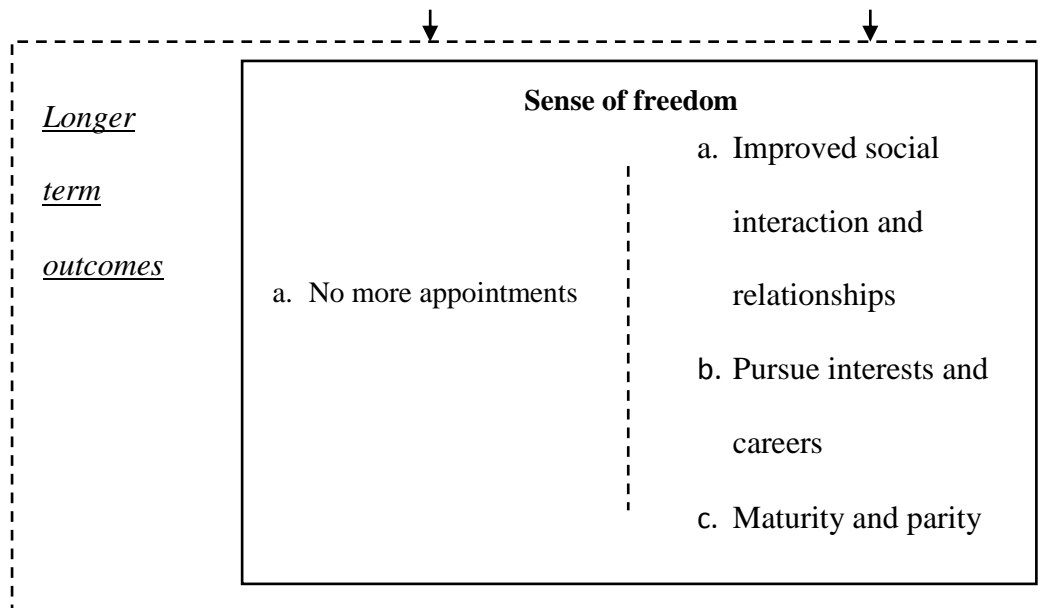 Longer
term
outcomes
Sense of freedom
a. No more appointments
a. Improved social
interaction and
relationships
b. Pursue interests and
careers
c. Maturity and parity